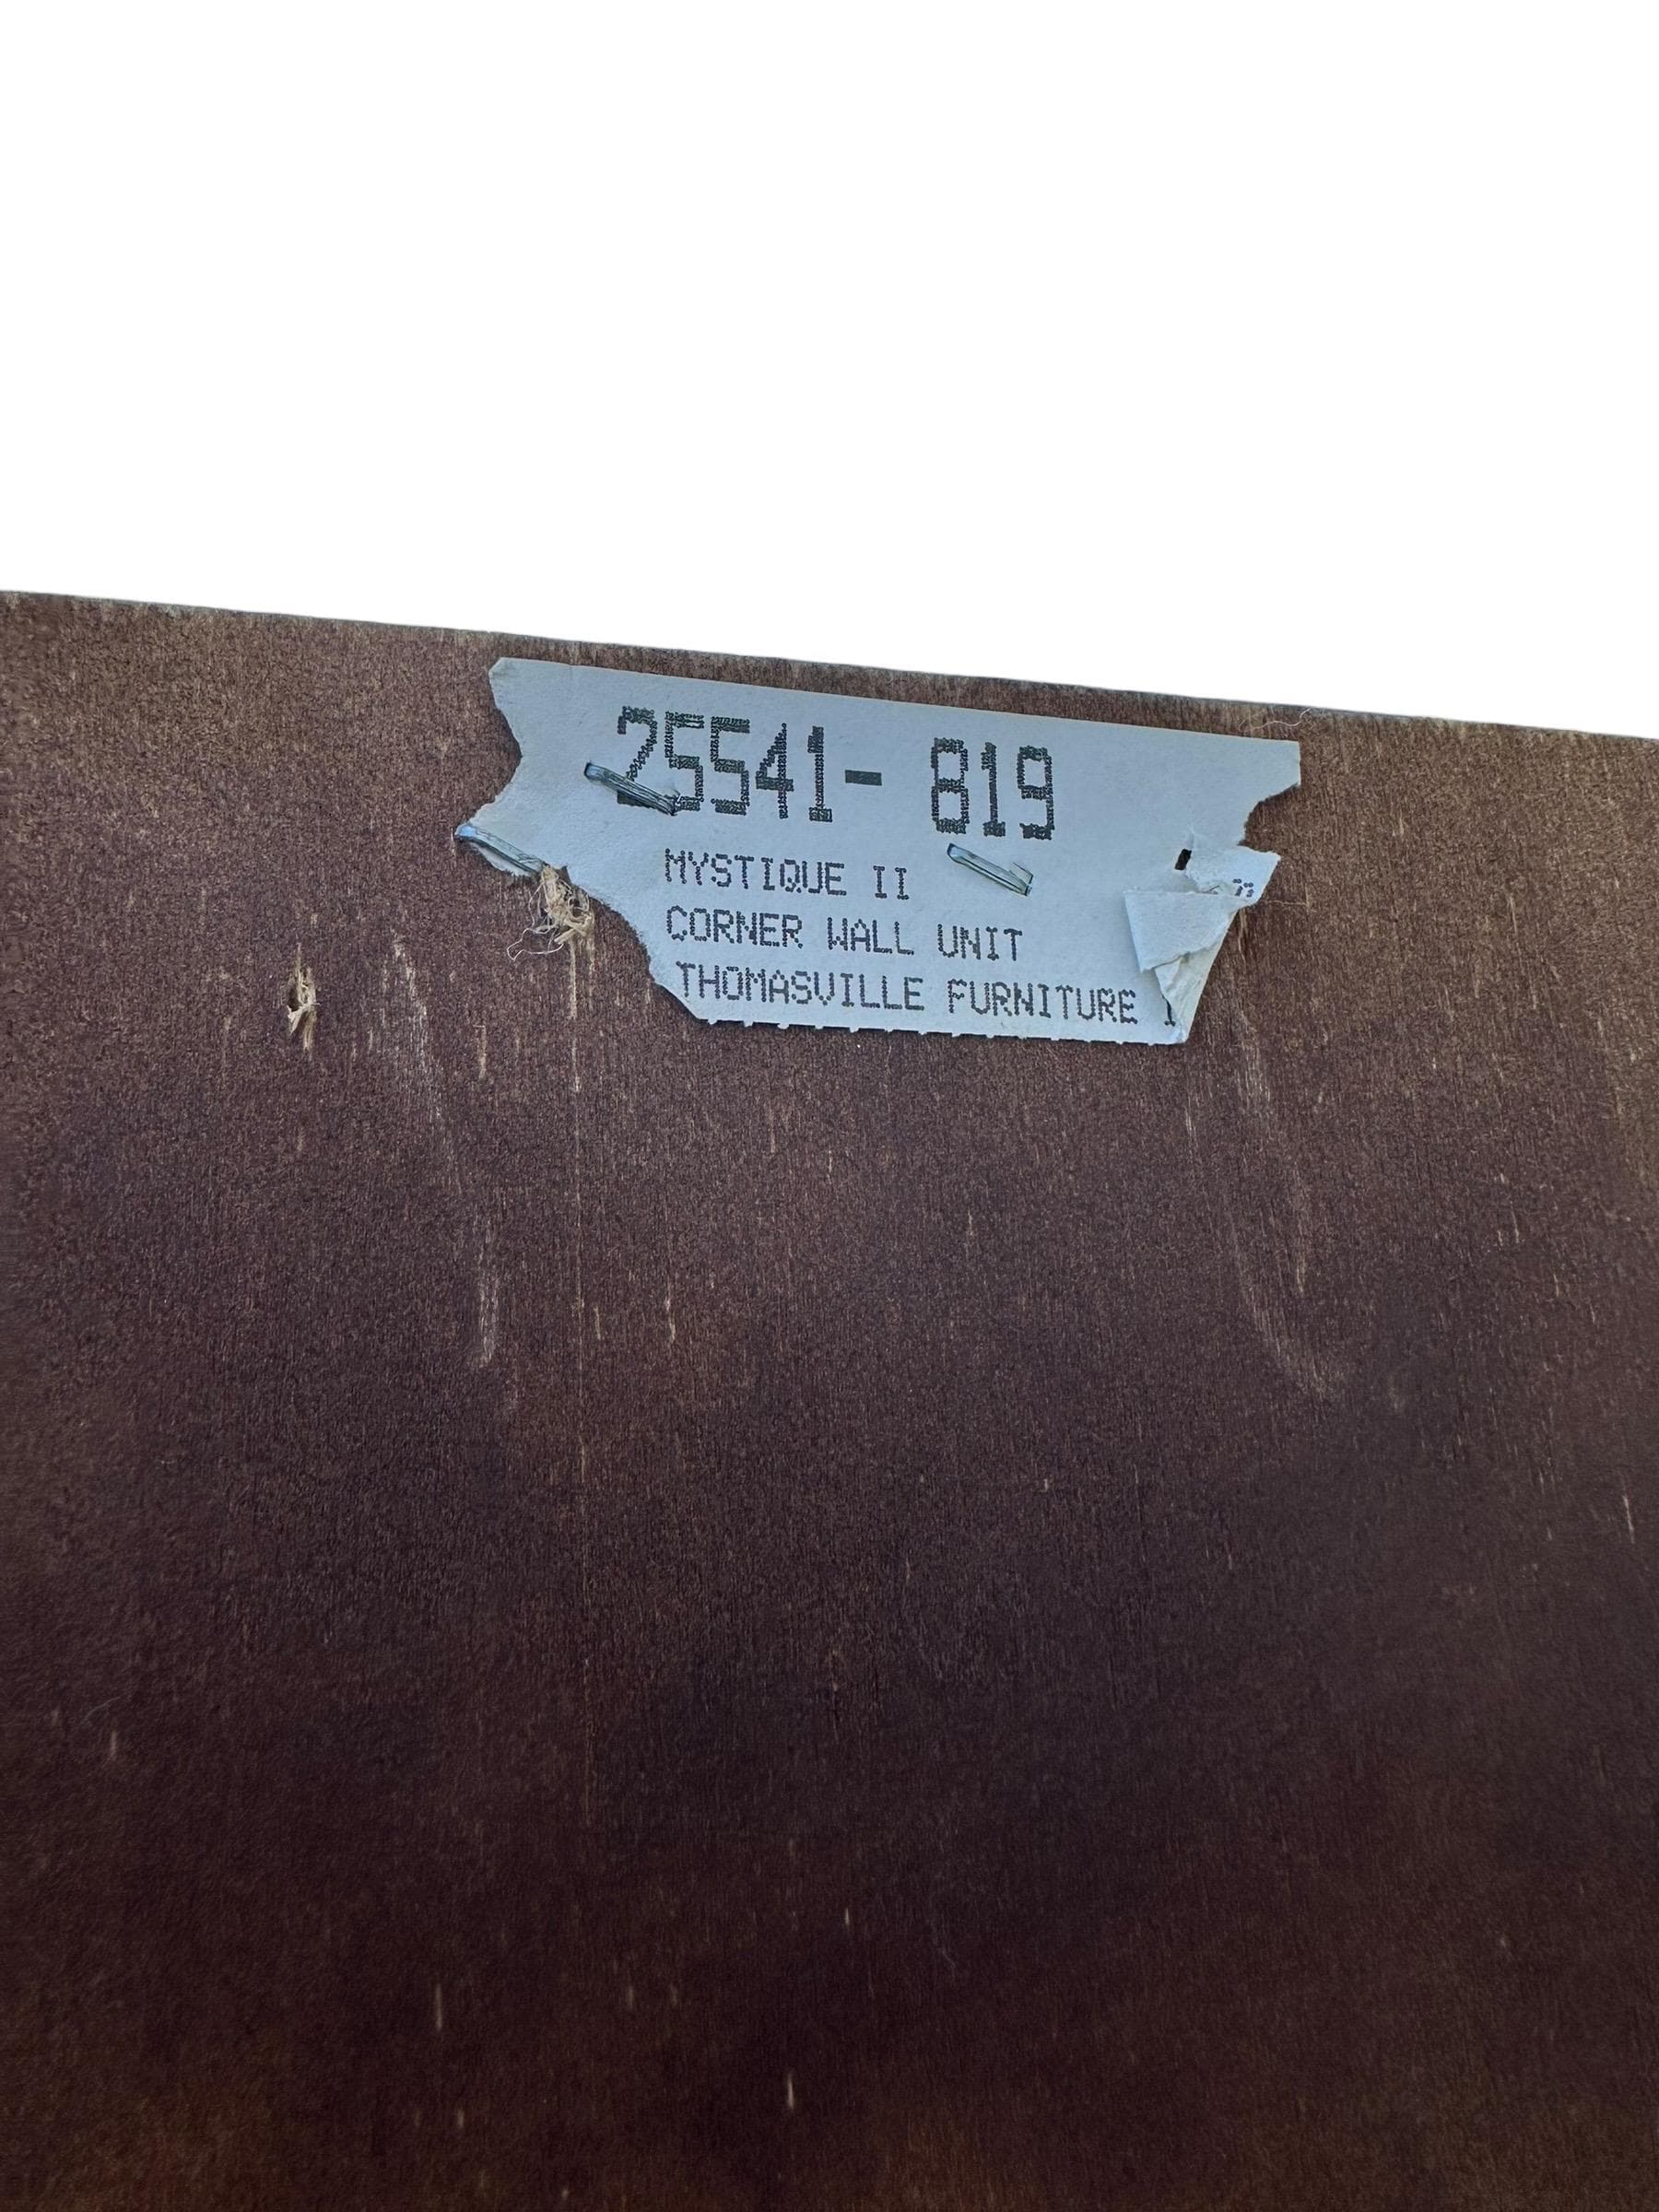 25541- 819
MYSTIQUE II
CORNER WALL UNIT
THOMASVILLE FURNITURE